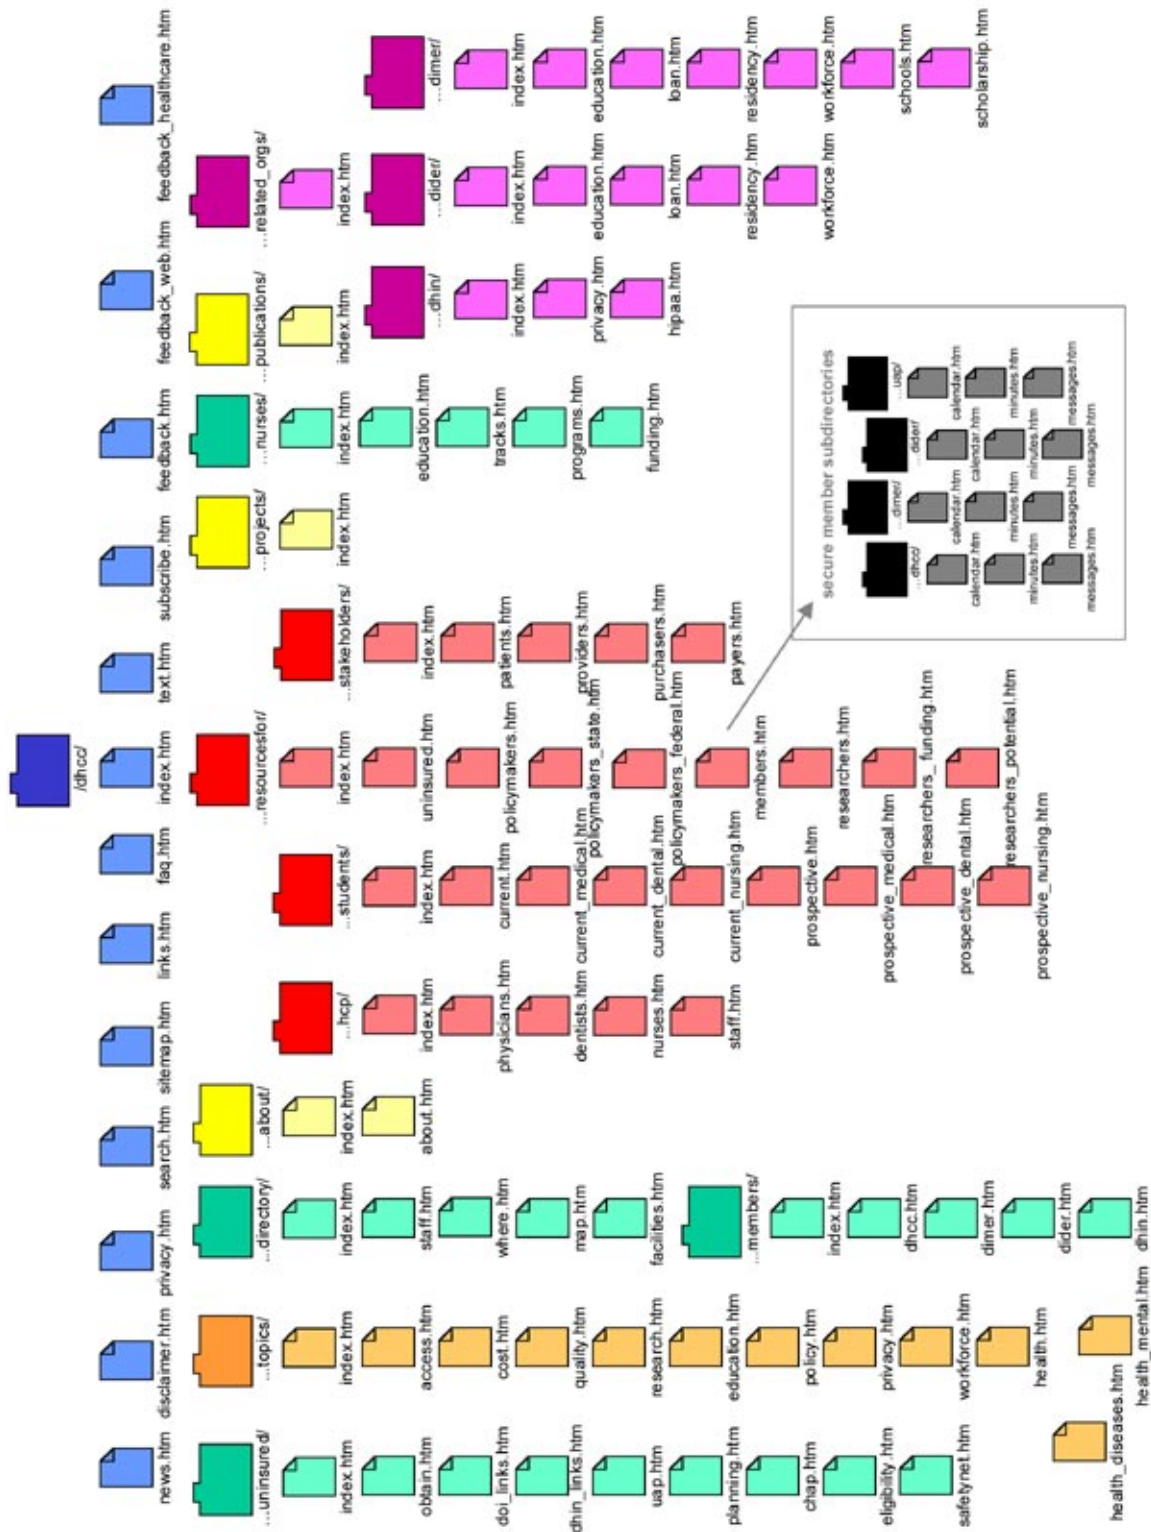 /dhcc/
news.htm
disclaimer.htm
privacy.htm
search.htm
sitemap.htm
links.htm
faq.htm
index.htm
text.htm
subscribe.htm
feedback.htm
feedback_web.htm
feedback_healthcare.htm
...uninsured/
index.htm
obtain.htm
doi_links.htm
dhin_links.htm
uap.htm
planning.htm
chap.htm
eligibility.htm
safetynet.htm
...topics/
index.htm
access.htm
cost.htm
quality.htm
research.htm
education.htm
policy.htm
privacy.htm
workforce.htm
health.htm
health_diseases.htm
health_mental.htm
...directory/
index.htm
staff.htm
where.htm
map.htm
facilities.htm
...members/
index.htm
dhcc.htm
dimer.htm
dider.htm
dhin.htm
...about/
index.htm
about.htm
...hcp/
index.htm
physicians.htm
dentists.htm
nurses.htm
staff.htm
...students/
index.htm
current.htm
current_medical.htm
current_dental.htm
current_nursing.htm
prospective.htm
prospective_medical.htm
prospective_dental.htm
prospective_nursing.htm
...resourcesfor/
index.htm
uninsured.htm
policymakers.htm
policymakers_state.htm
policymakers_federal.htm
members.htm
researchers.htm
researchers_funding.htm
researchers_potential.htm
...stakeholders/
index.htm
patients.htm
providers.htm
purchasers.htm
payers.htm
...projects/
index.htm
...nurses/
index.htm
education.htm
tracks.htm
programs.htm
funding.htm
...publications/
index.htm
...related_orgs/
index.htm
...dhin/
index.htm
privacy.htm
hipaa.htm
...dider/
index.htm
education.htm
loan.htm
residency.htm
workforce.htm
...dimer/
index.htm
education.htm
loan.htm
residency.htm
workforce.htm
schools.htm
scholarship.htm
secure member subdirectories
...dhcc/
calendar.htm
minutes.htm
messages.htm
...dimer/
calendar.htm
minutes.htm
messages.htm
...dider/
calendar.htm
minutes.htm
messages.htm
...uap/
calendar.htm
minutes.htm
messages.htm